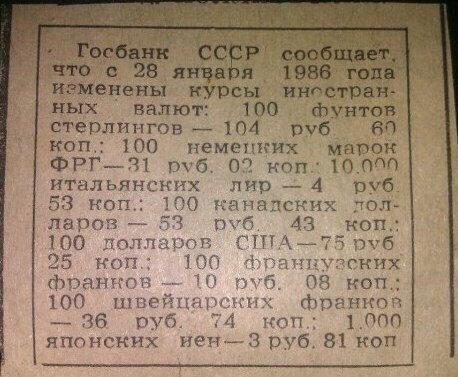 Госбанк СССР сообщает,
что с 28 января 1986 года
изменены курсы иностран-
ных валют: 100 фунтов
стерлингов — 104 руб. 60
коп.; 100 немецких марок
ФРГ—31 руб. 02 коп.; 10.000
итальянских лир — 4 руб.
53 коп.; 100 канадских дол-
ларов — 53 руб. 43 коп.;
100 долларов США—75 руб
25 коп.; 100 французских
франков — 10 руб. 08 коп.;
100 швейцарских франков
— 36 руб. 74 коп.; 1.000
японских иен—3 руб. 81 коп